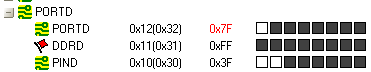 PORTD
PORTD 0x12(0x32) 0x7F
DDRD 0x11(0x31) 0xFF
PIND 0x10(0x30) 0x3F